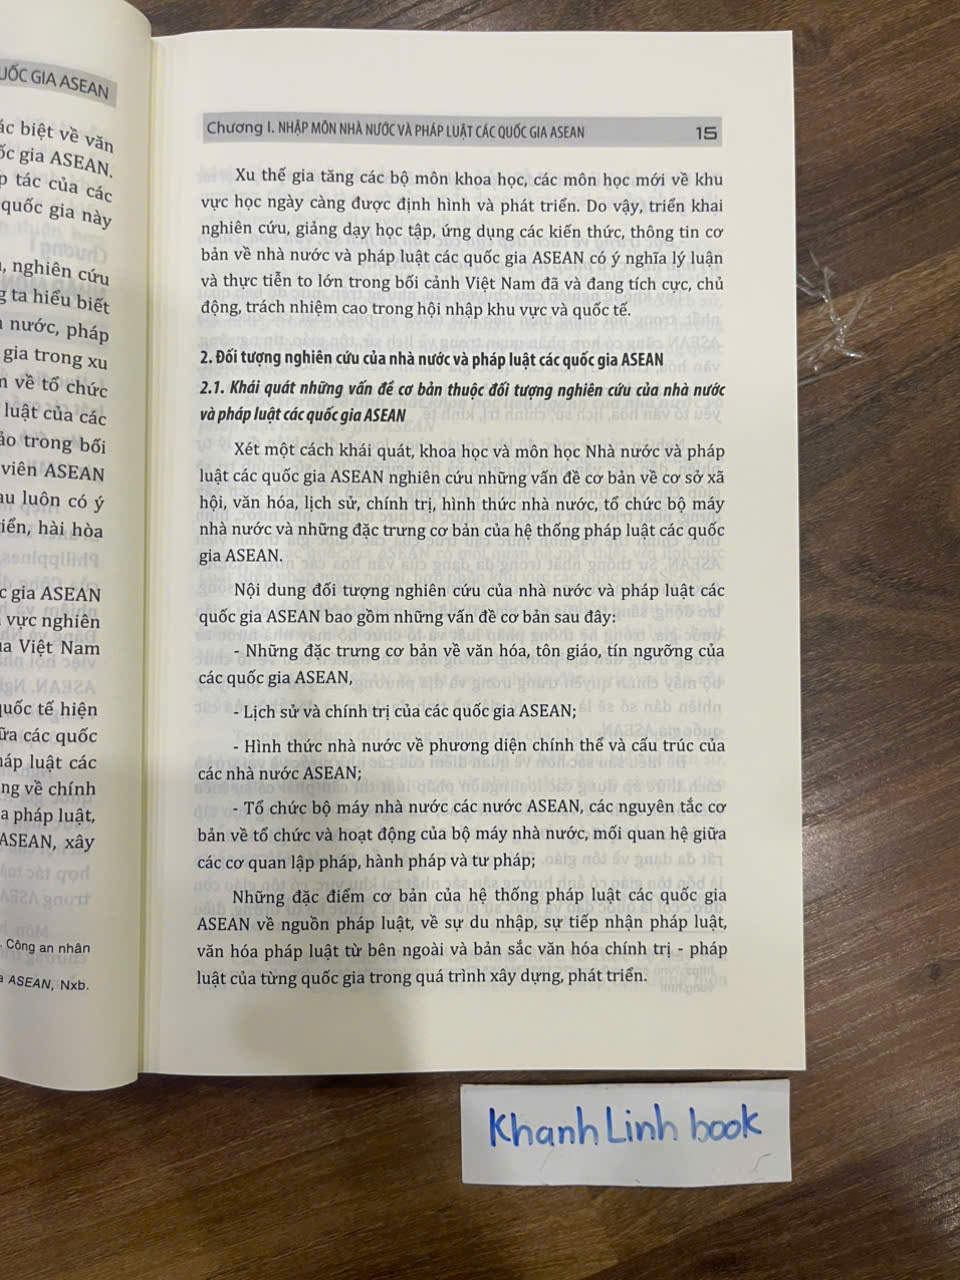 UỐC GIA ASEAN
ác biệt về văn
ốc gia ASEAN.
p tác của các
quốc gia này
, nghiên cứu
g ta hiểu biết
nước, pháp
gia trong xu
n về tổ chức
luật của các
ảo trong bối
viên ASEAN
au luôn có ý
iển, hài hòa
c gia ASEAN
vực nghiên
ủa Việt Nam
quốc tế hiện
ữa các quốc
háp luật các
ng về chính
a pháp luật,
ASEAN, xây
. Công an nhân
a ASEAN, Nxb.
Chương I. NHẬP MÔN NHÀ NƯỚC VÀ PHÁP LUẬT CÁC QUỐC GIA ASEAN 15
Xu thế gia tăng các bộ môn khoa học, các môn học mới về khu
vực học ngày càng được định hình và phát triển. Do vậy, triển khai
nghiên cứu, giảng dạy học tập, ứng dụng các kiến thức, thông tin cơ
bản về nhà nước và pháp luật các quốc gia ASEAN có ý nghĩa lý luận
và thực tiễn to lớn trong bối cảnh Việt Nam đã và đang tích cực, chủ
động, trách nhiệm cao trong hội nhập khu vực và quốc tế.
2. Đối tượng nghiên cứu của nhà nước và pháp luật các quốc gia ASEAN
2.1. Khái quát những vấn đề cơ bản thuộc đối tượng nghiên cứu của nhà nước
và pháp luật các quốc gia ASEAN
Xét một cách khái quát, khoa học và môn học Nhà nước và pháp
luật các quốc gia ASEAN nghiên cứu những vấn đề cơ bản về cơ sở xã
hội, văn hóa, lịch sử, chính trị, hình thức nhà nước, tổ chức bộ máy
nhà nước và những đặc trưng cơ bản của hệ thống pháp luật các quốc
gia ASEAN.
Nội dung đối tượng nghiên cứu của nhà nước và pháp luật các
quốc gia ASEAN bao gồm những vấn đề cơ bản sau đây:
- Những đặc trưng cơ bản về văn hóa, tôn giáo, tín ngưỡng của
các quốc gia ASEAN,
- Lịch sử và chính trị của các quốc gia ASEAN;
- Hình thức nhà nước về phương diện chính thể và cấu trúc của
các nhà nước ASEAN;
- Tổ chức bộ máy nhà nước các nước ASEAN, các nguyên tắc cơ
bản về tổ chức và hoạt động của bộ máy nhà nước, mối quan hệ giữa
các cơ quan lập pháp, hành pháp và tư pháp;
Những đặc điểm cơ bản của hệ thống pháp luật các quốc gia
ASEAN về nguồn pháp luật, về sự du nhập, sự tiếp nhận pháp luật,
văn hóa pháp luật từ bên ngoài và bản sắc văn hóa chính trị - pháp
luật của từng quốc gia trong quá trình xây dựng, phát triển.
Khanh Linh book